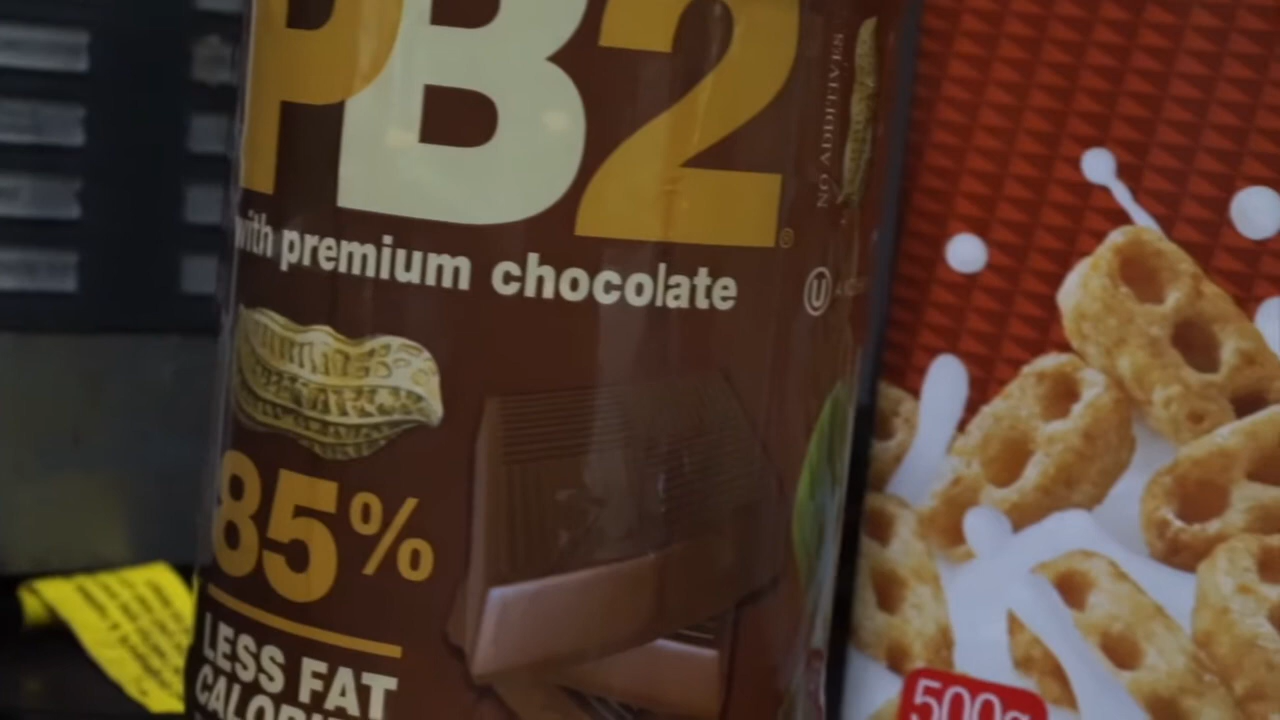 PB2
with premium chocolate
NO ADDITIVES
®
U
85%
LESS FAT
500g